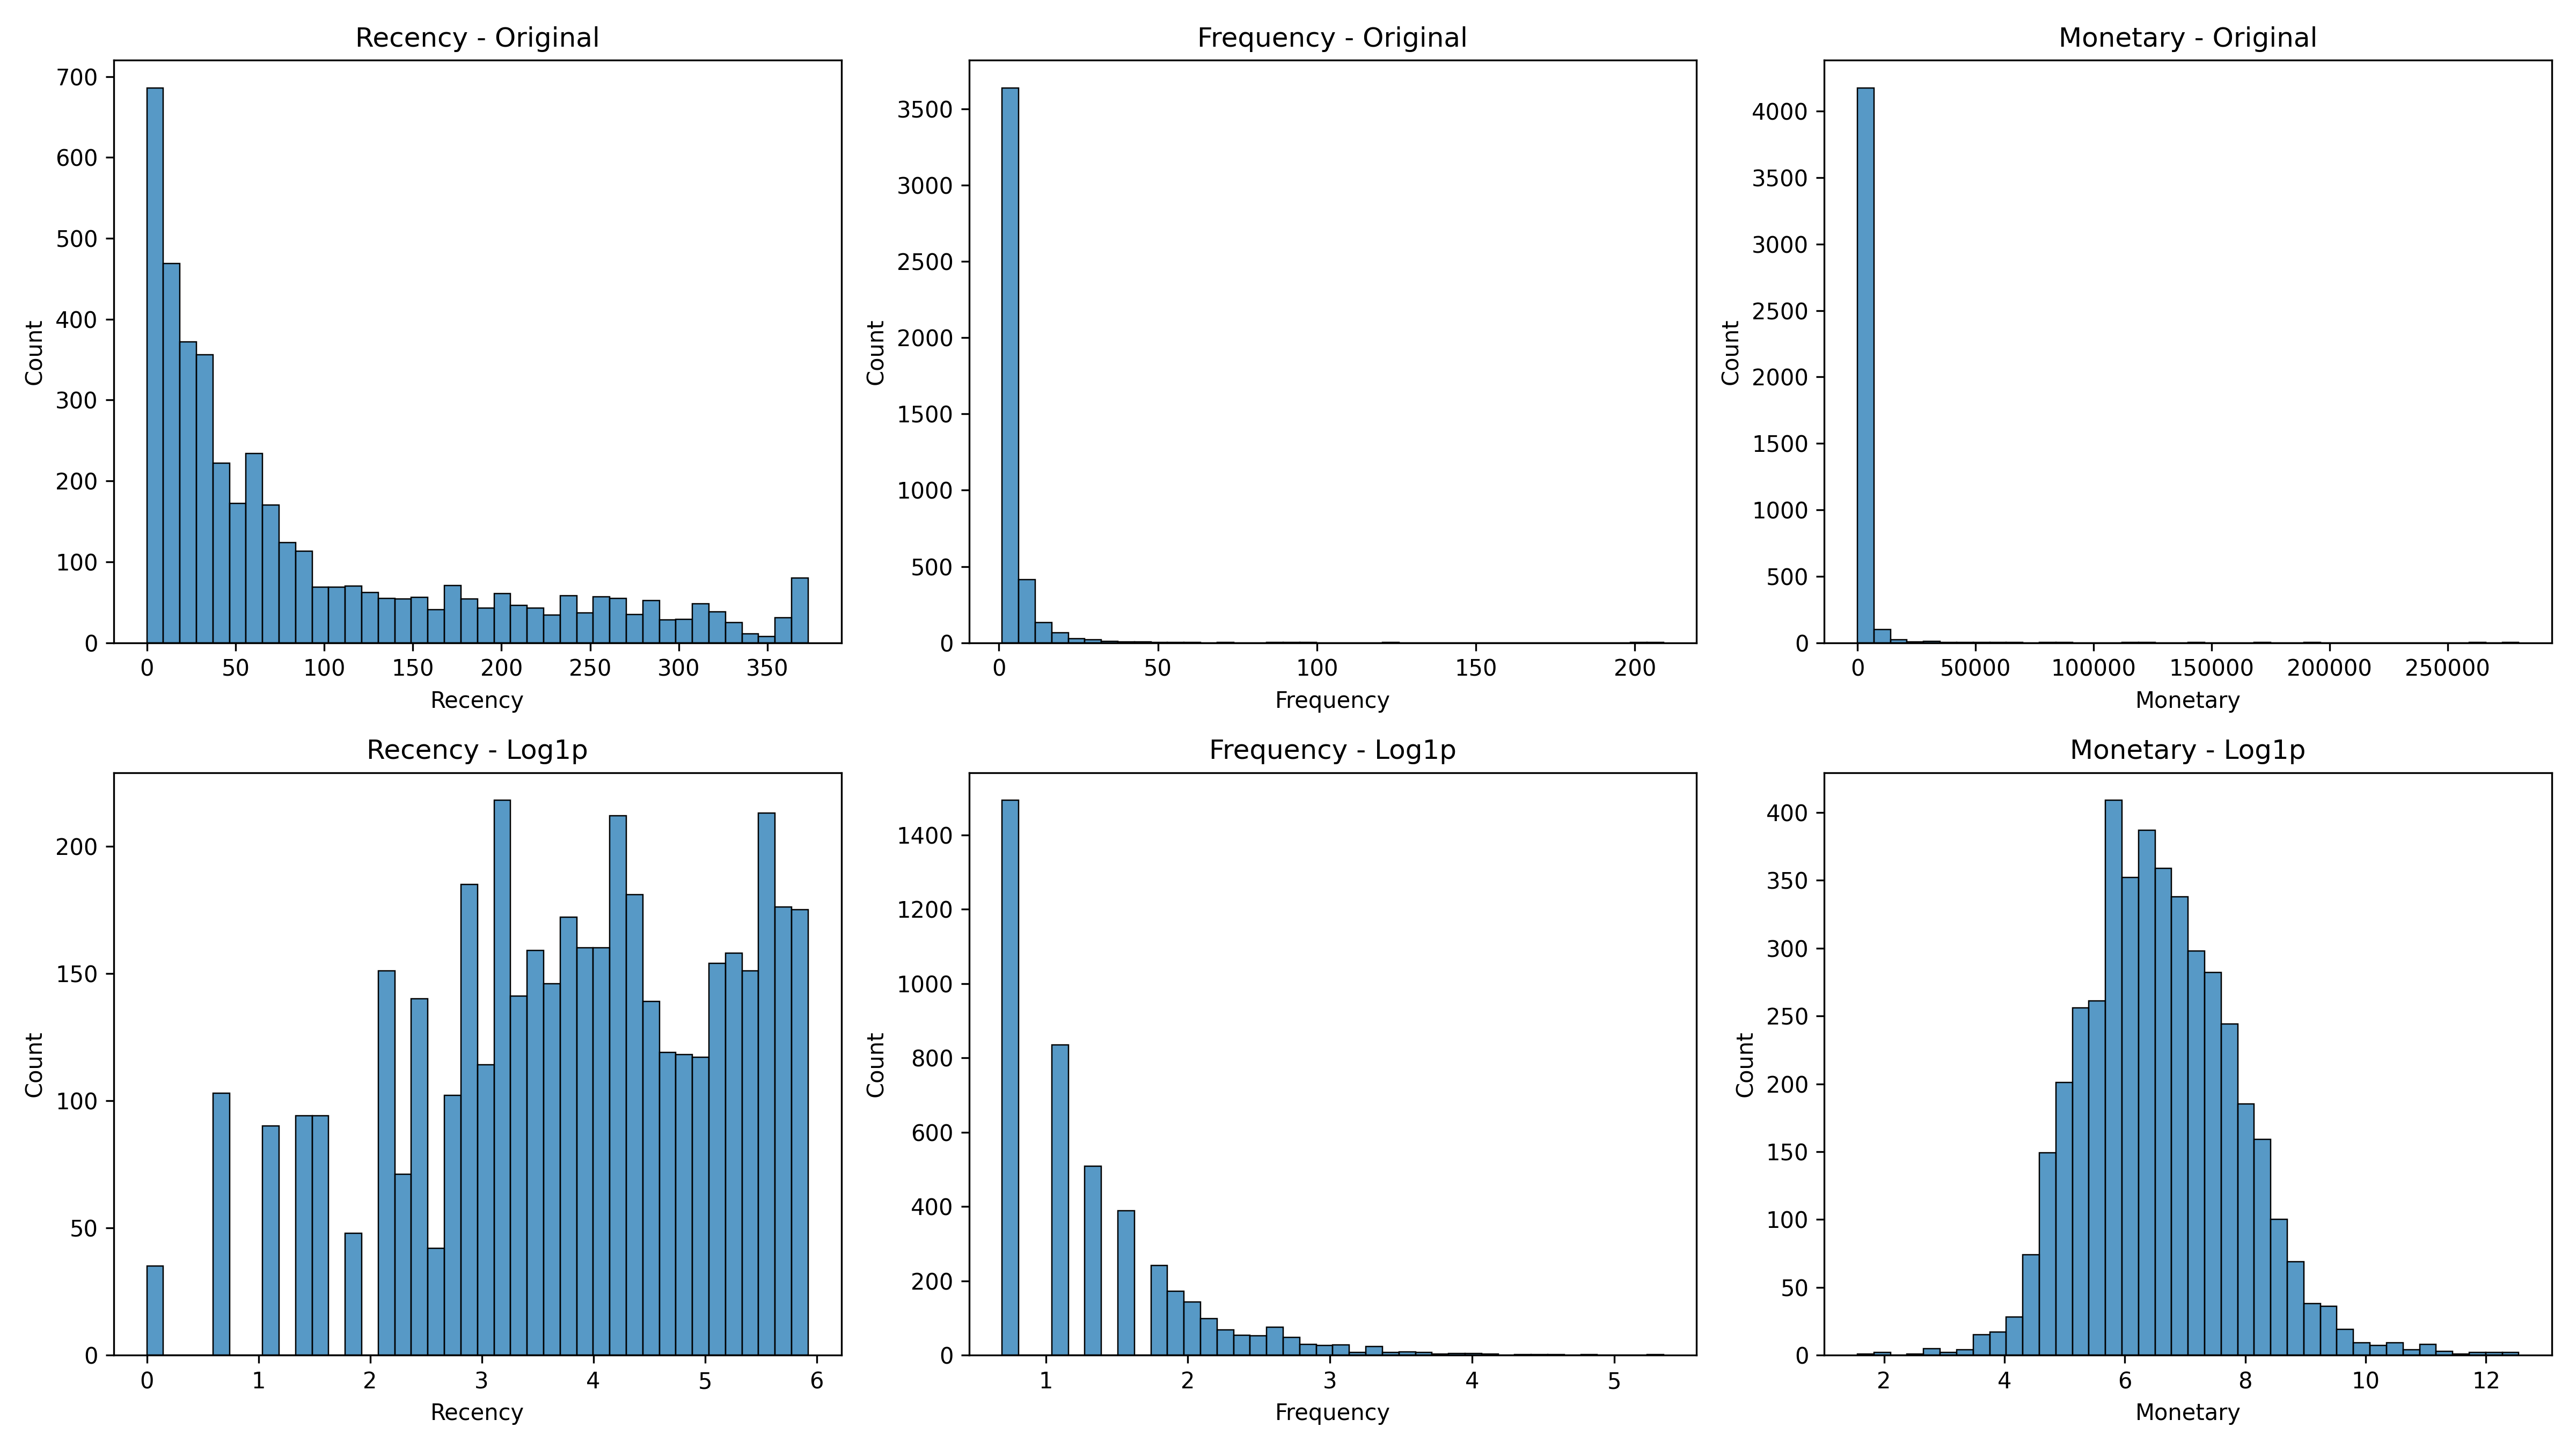 Recency - Original
700
600
500
400
300
200
100
0
Count
0 50 100 150 200 250 300 350
Recency
Frequency - Original
3500
3000
2500
2000
1500
1000
500
0
Count
0 50 100 150 200
Frequency
Monetary - Original
4000
3500
3000
2500
2000
1500
1000
500
0
Count
0 50000 100000 150000 200000 250000
Monetary
Recency - Log1p
200
150
100
50
0
Count
0 1 2 3 4 5 6
Recency
Frequency - Log1p
1400
1200
1000
800
600
400
200
0
Count
1 2 3 4 5
Frequency
Monetary - Log1p
400
350
300
250
200
150
100
50
0
Count
2 4 6 8 10 12
Monetary